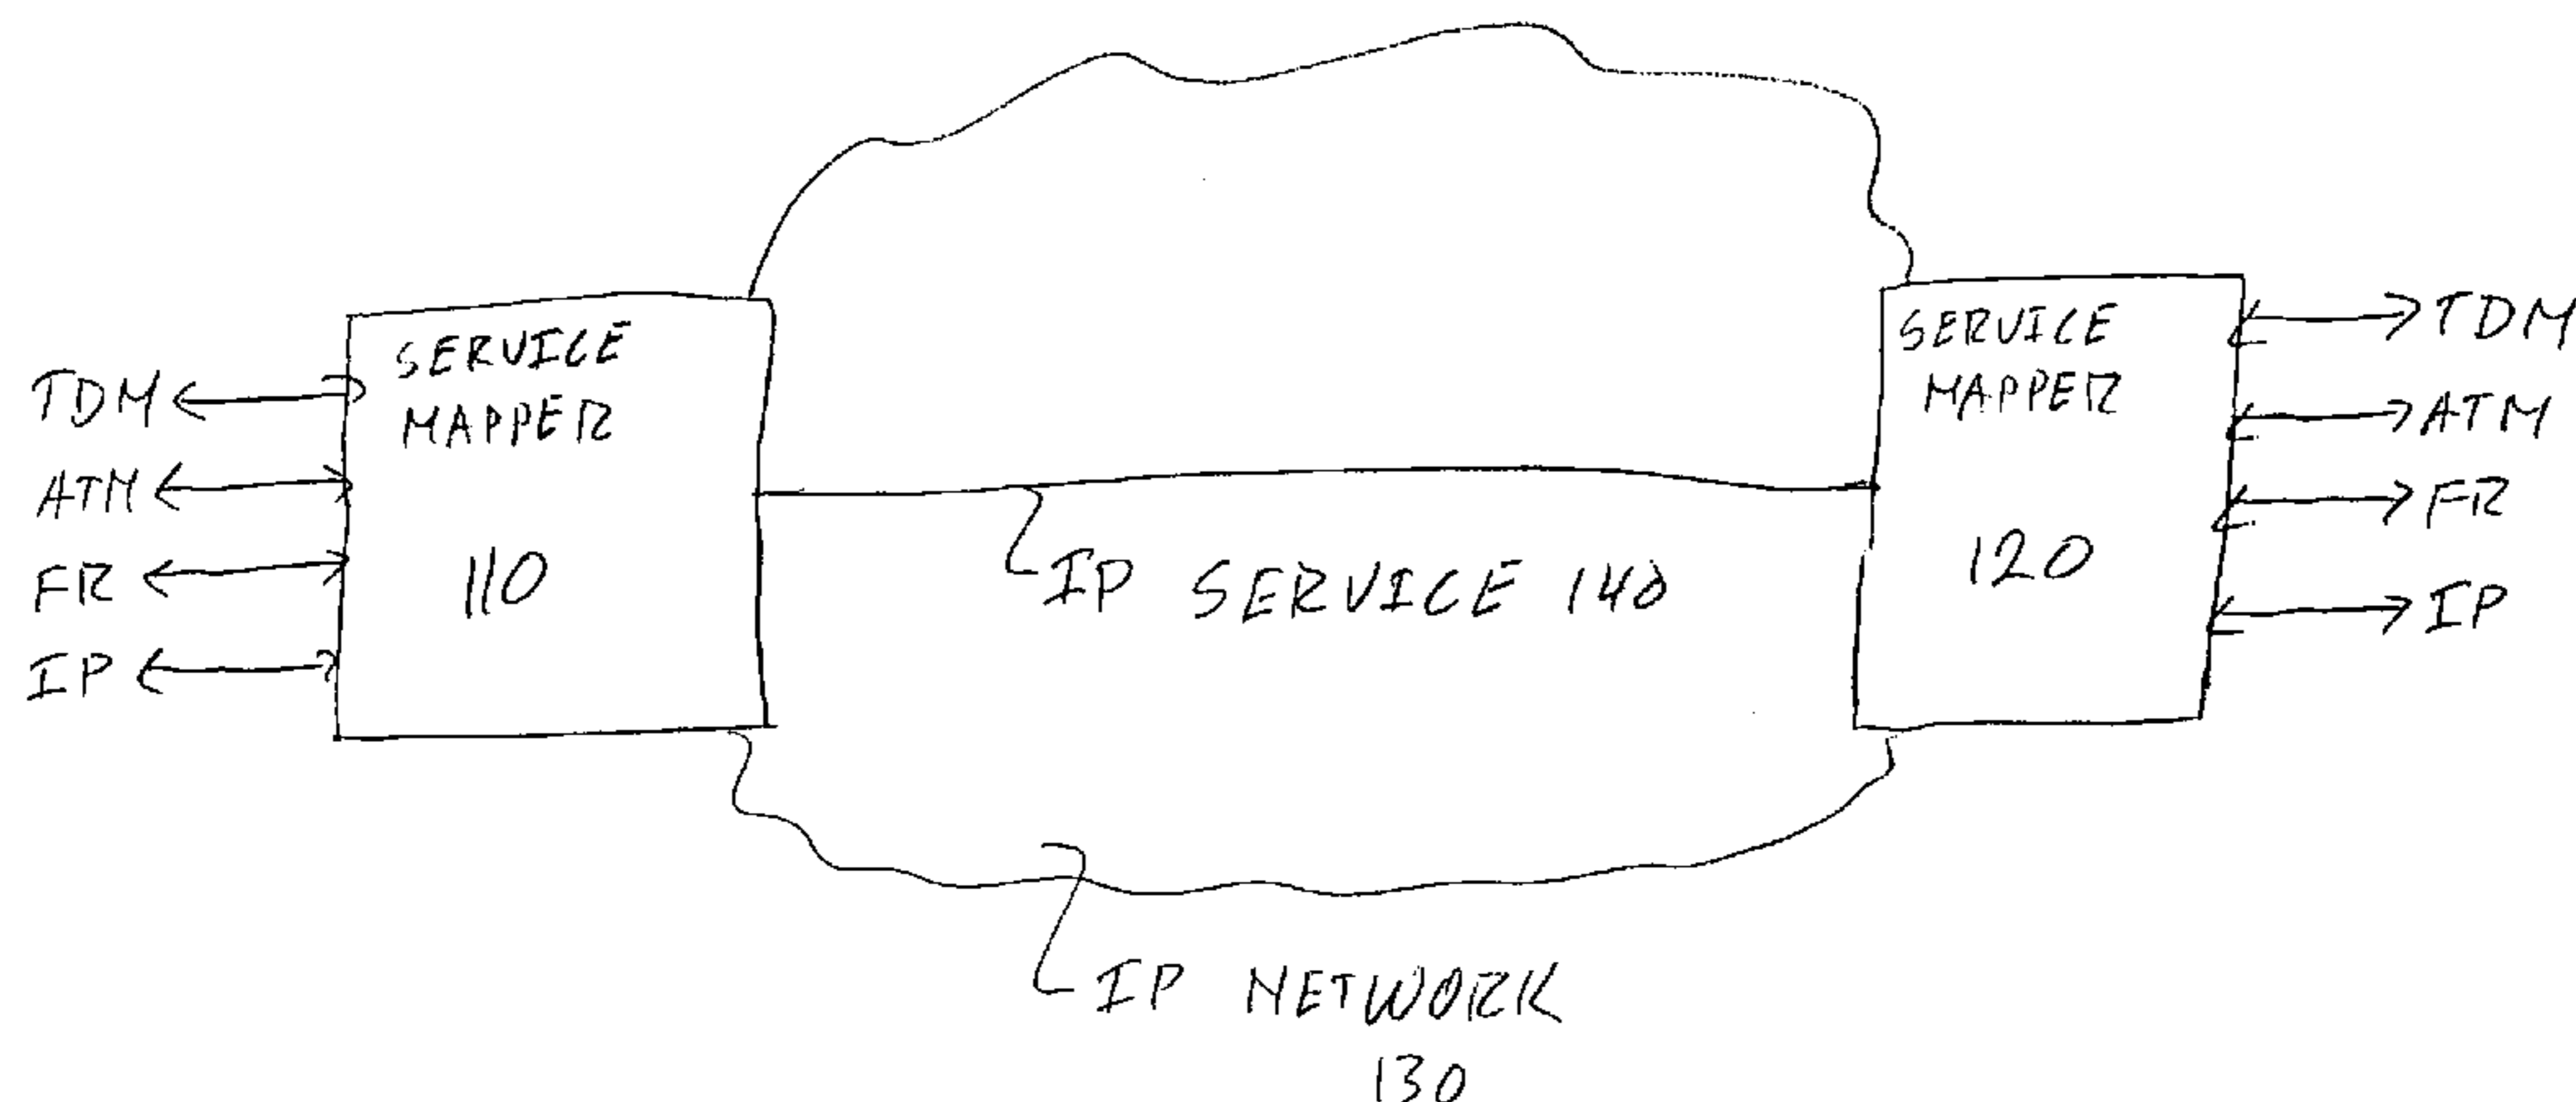 SERVICE
MAPPER
110
TDM
ATM
FR
IP
IP SERVICE 140
SERVICE
MAPPER
120
TDM
ATM
FR
IP
IP NETWORK
130